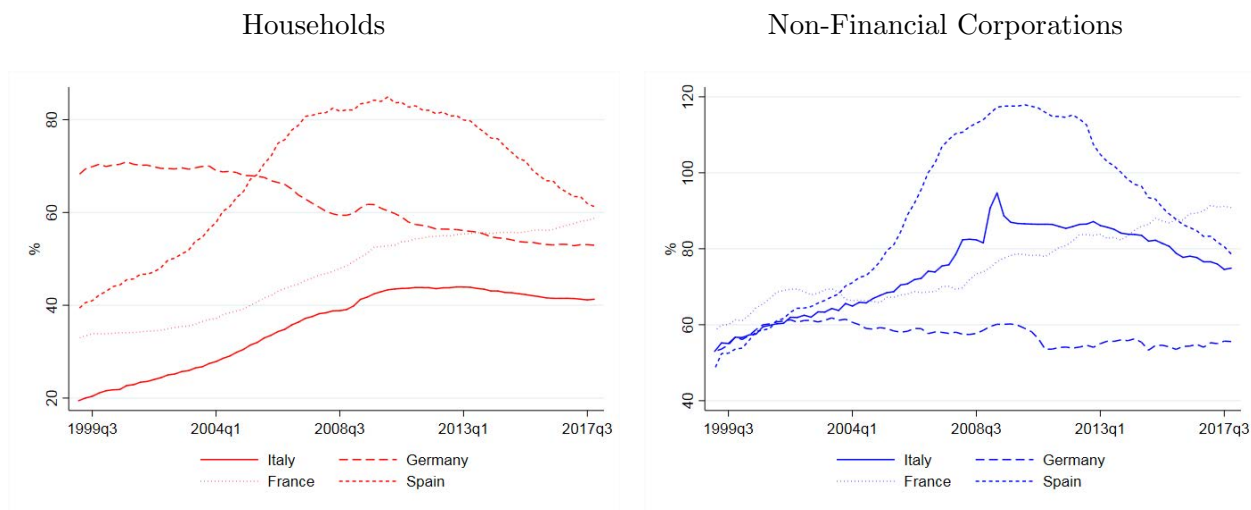 Households
Non-Financial Corporations
80
60
%
40
20
1999q3 2004q1 2008q3 2013q1 2017q3
Italy Germany
France Spain
120
100
80
%
60
40
1999q3 2004q1 2008q3 2013q1 2017q3
Italy Germany
France Spain